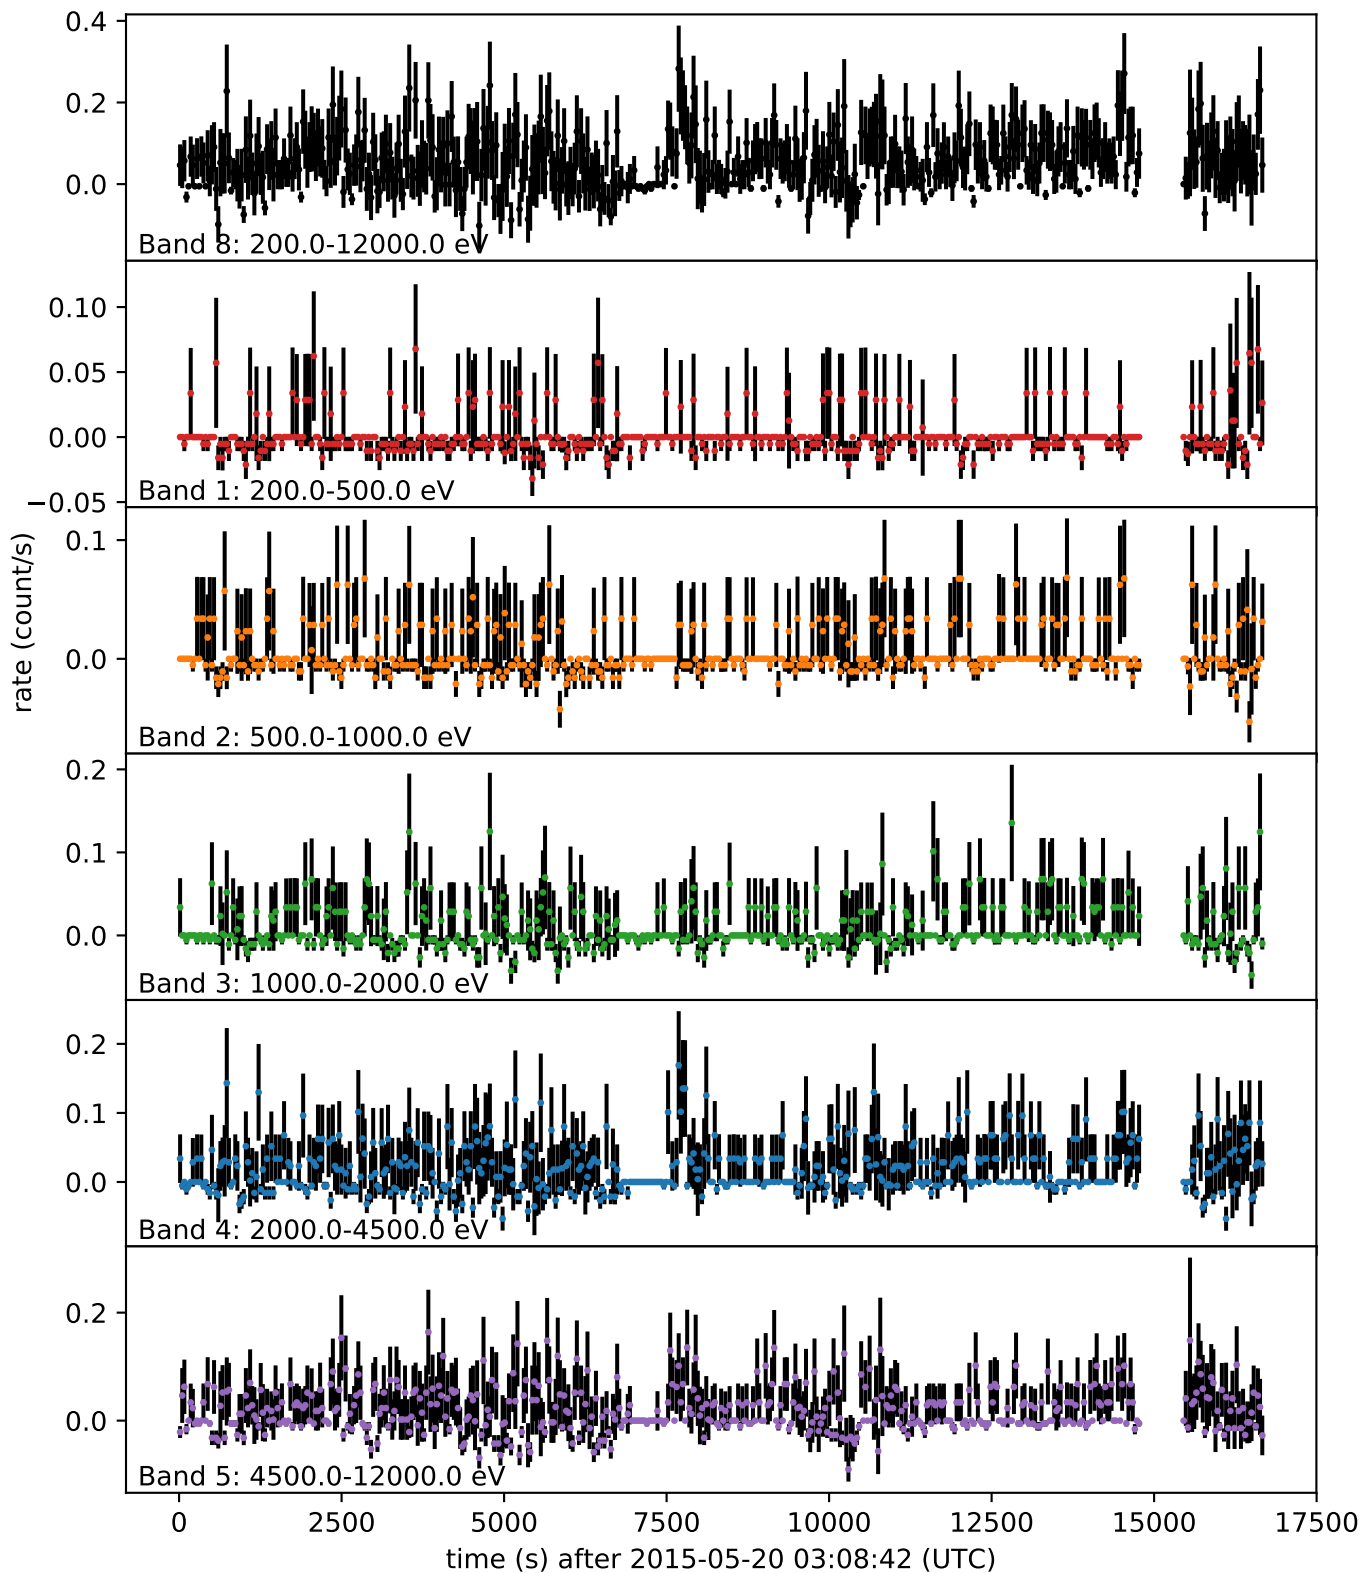 0.4
0.2
0.0
Band 8: 200.0-12000.0 eV
0.10
0.05
0.00
−0.05
Band 1: 200.0-500.0 eV
0.1
0.0
Band 2: 500.0-1000.0 eV
rate (count/s)
0.2
0.1
0.0
Band 3: 1000.0-2000.0 eV
0.2
0.1
0.0
Band 4: 2000.0-4500.0 eV
0.2
0.0
Band 5: 4500.0-12000.0 eV
0 2500 5000 7500 10000 12500 15000 17500
time (s) after 2015-05-20 03:08:42 (UTC)